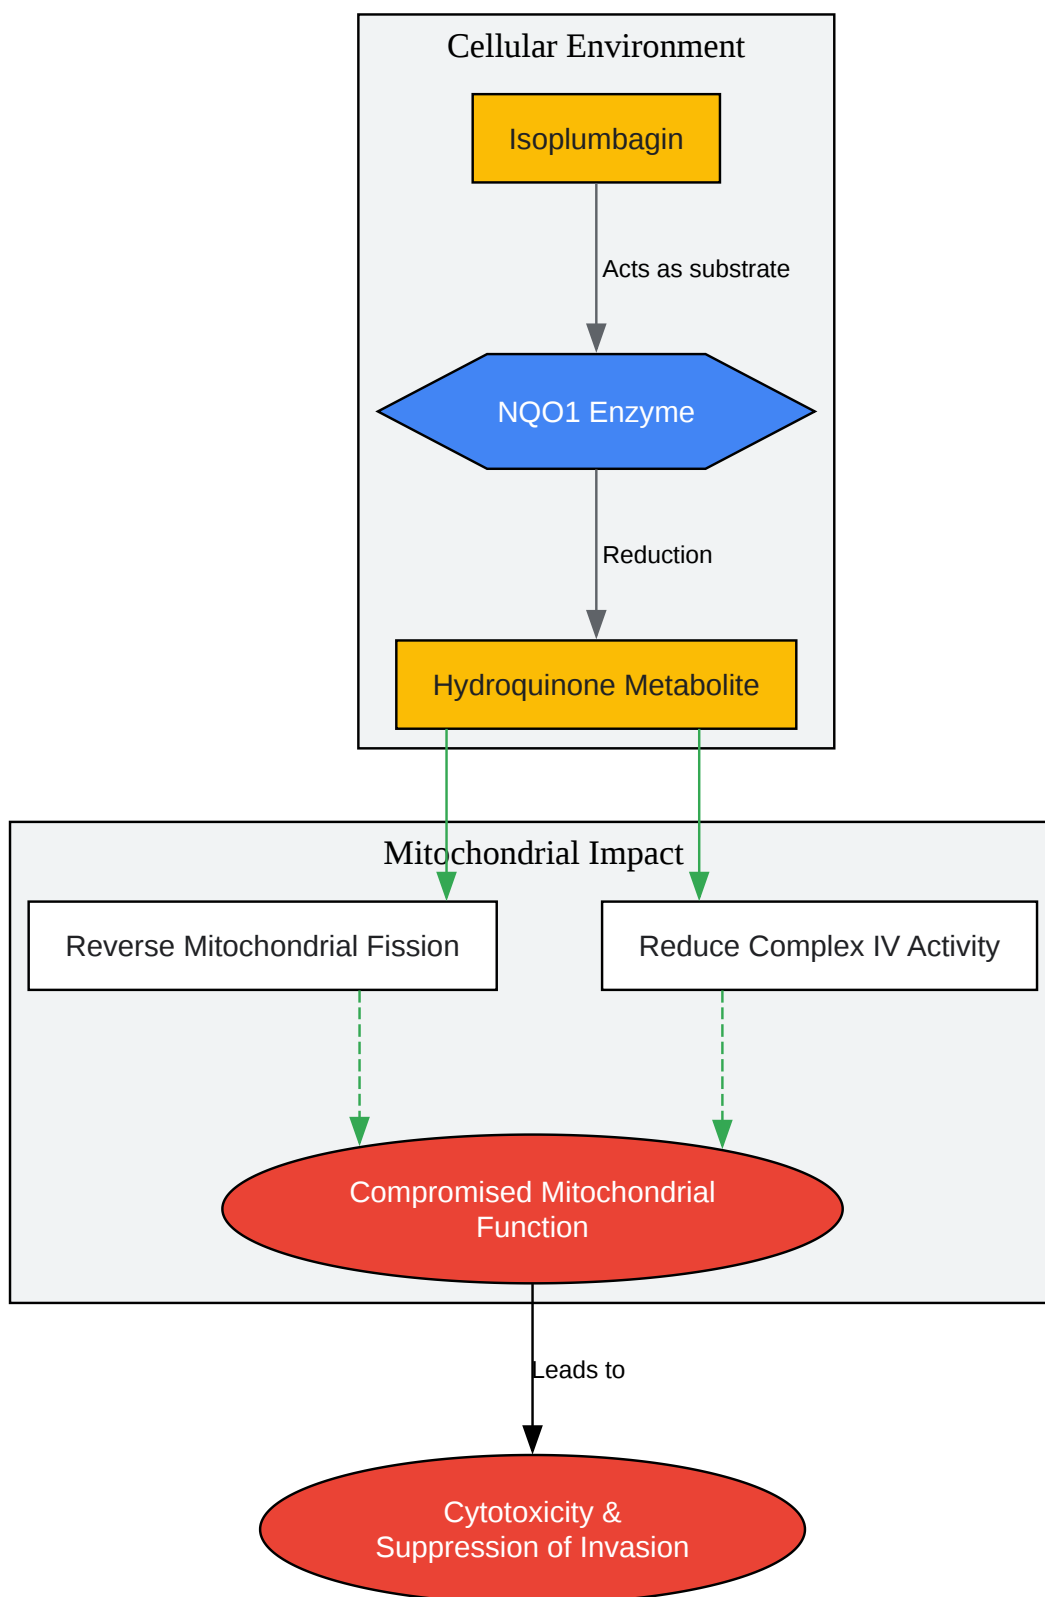 Cellular Environment
Isoplumbagin
Acts as substrate
NQO1 Enzyme
Reduction
Hydroquinone Metabolite
Mitochondrial Impact
Reverse Mitochondrial Fission
Reduce Complex IV Activity
Compromised Mitochondrial
Function
Leads to
Cytotoxicity &
Suppression of Invasion